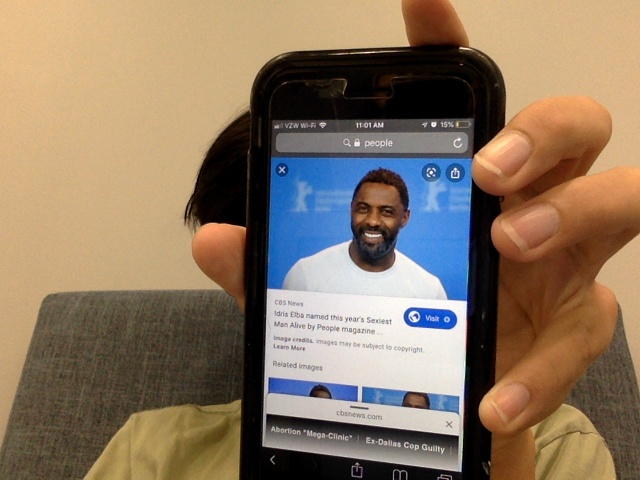 VZW Wi-Fi 11:01 AM 15%
people
CBS News
Idris Elba named this year's Sexiest
Man Alive by People magazine ...
Visit
Image credits. Images may be subject to copyright.
Learn More
Related images
cbsnews.com
Abortion "Mega-Clinic" | Ex-Dallas Cop Guilty